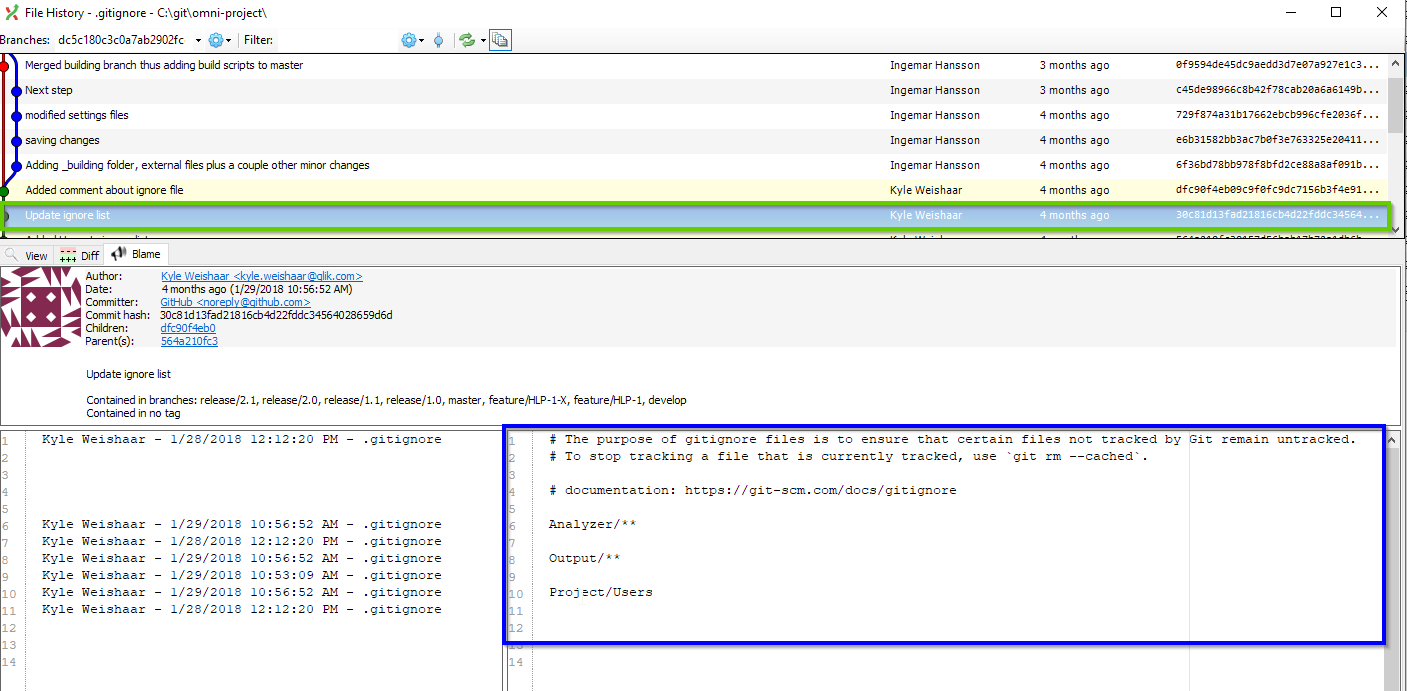 File History - .gitignore - C:\git\omni-project\
Branches: dc5c180c3c0a7ab2902fc Filter:
Merged building branch thus adding build scripts to master Ingemar Hansson 3 months ago 0f9594de45dc9aedd3d7e07a927e1c3...
Next step Ingemar Hansson 3 months ago c45de98966c8b42f78cab20a6a6149b...
modified settings files Ingemar Hansson 4 months ago 729f874a31b17662ebcb996cfe2036f...
saving changes Ingemar Hansson 4 months ago e6b31582bb3ac7b0f3e763325e20411...
Adding _building folder, external files plus a couple other minor changes Ingemar Hansson 4 months ago 6f36bd78bb978f8bfd2ce88a8af091b...
Added comment about ignore file Kyle Weishaar 4 months ago dfc90f4eb09c9f0fc9dc7156b3f4e91...
Update ignore list Kyle Weishaar 4 months ago 30c81d13fad21816cb4d22fddc34564...
View Diff Blame
Author: Kyle Weishaar <kyle.weishaar@qlik.com>
Date: 4 months ago (1/29/2018 10:56:52 AM)
Committer: GitHub <noreply@github.com>
Commit hash: 30c81d13fad21816cb4d22fddc34564028659d6d
Children: dfc90f4eb0
Parent(s): 564a210fc3
Update ignore list
Contained in branches: release/2.1, release/2.0, release/1.1, release/1.0, master, feature/HLP-1-X, feature/HLP-1, develop
Contained in no tag
1 Kyle Weishaar - 1/28/2018 12:12:20 PM - .gitignore
2
3
4
5
6 Kyle Weishaar - 1/29/2018 10:56:52 AM - .gitignore
7 Kyle Weishaar - 1/28/2018 12:12:20 PM - .gitignore
8 Kyle Weishaar - 1/29/2018 10:56:52 AM - .gitignore
9 Kyle Weishaar - 1/29/2018 10:53:09 AM - .gitignore
10 Kyle Weishaar - 1/29/2018 10:56:52 AM - .gitignore
11 Kyle Weishaar - 1/28/2018 12:12:20 PM - .gitignore
12
13
14
1 # The purpose of gitignore files is to ensure that certain files not tracked by Git remain untracked.
2 # To stop tracking a file that is currently tracked, use `git rm --cached`.
3
4 # documentation: https://git-scm.com/docs/gitignore
5
6 Analyzer/**
7
8 Output/**
9
10 Project/Users
11
12
13
14